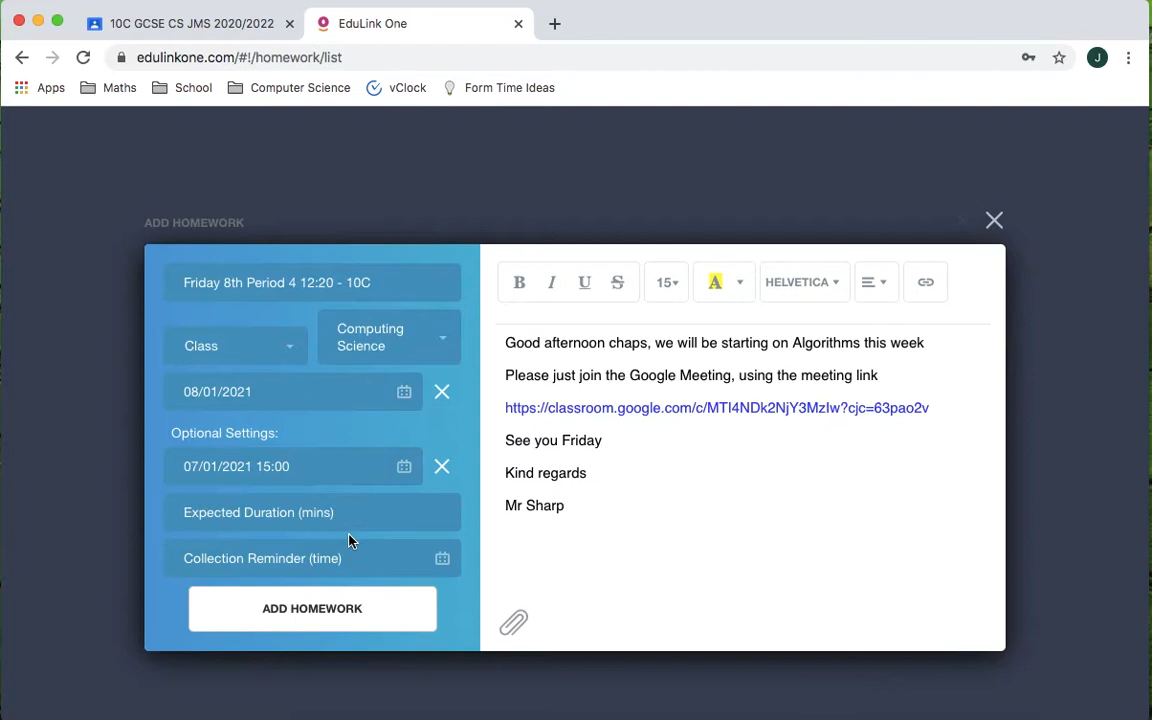 10C GCSE CS JMS 2020/2022
EduLink One
edulinkone.com/#!/homework/list
J
Apps
Maths
School
Computer Science
vClock
Form Time Ideas
ADD HOMEWORK
Friday 8th Period 4 12:20 - 10C
Class
Computing
Science
08/01/2021
Optional Settings:
07/01/2021 15:00
Expected Duration (mins)
Collection Reminder (time)
ADD HOMEWORK
B I U S 15 A HELVETICA
Good afternoon chaps, we will be starting on Algorithms this week
Please just join the Google Meeting, using the meeting link
https://classroom.google.com/c/MTI4NDk2NjY3MzIw?cjc=63pao2v
See you Friday
Kind regards
Mr Sharp